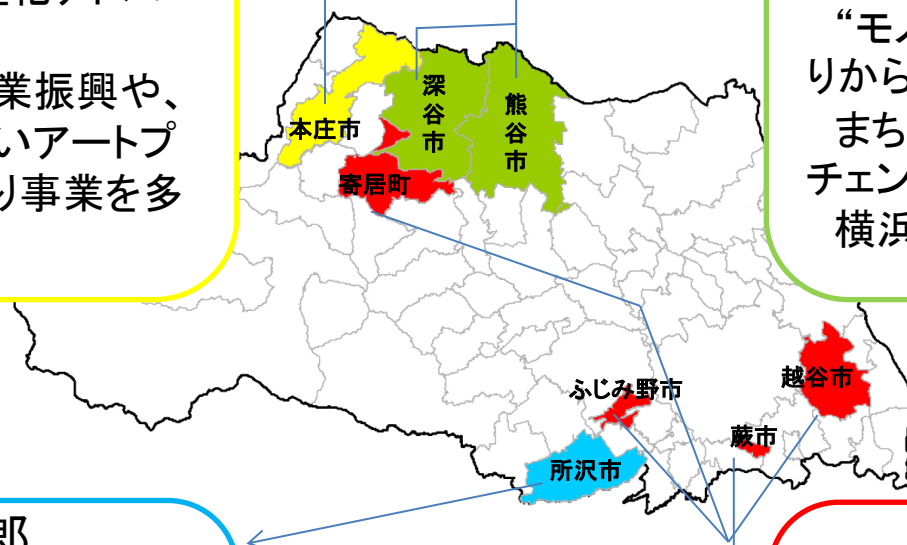 業振興や、
いアートプ
り事業を多
“モノ
りから
まち
チェン
横浜
深谷市
熊谷市
本庄市
寄居町
ふじみ野市
越谷市
蕨市
所沢市
郎